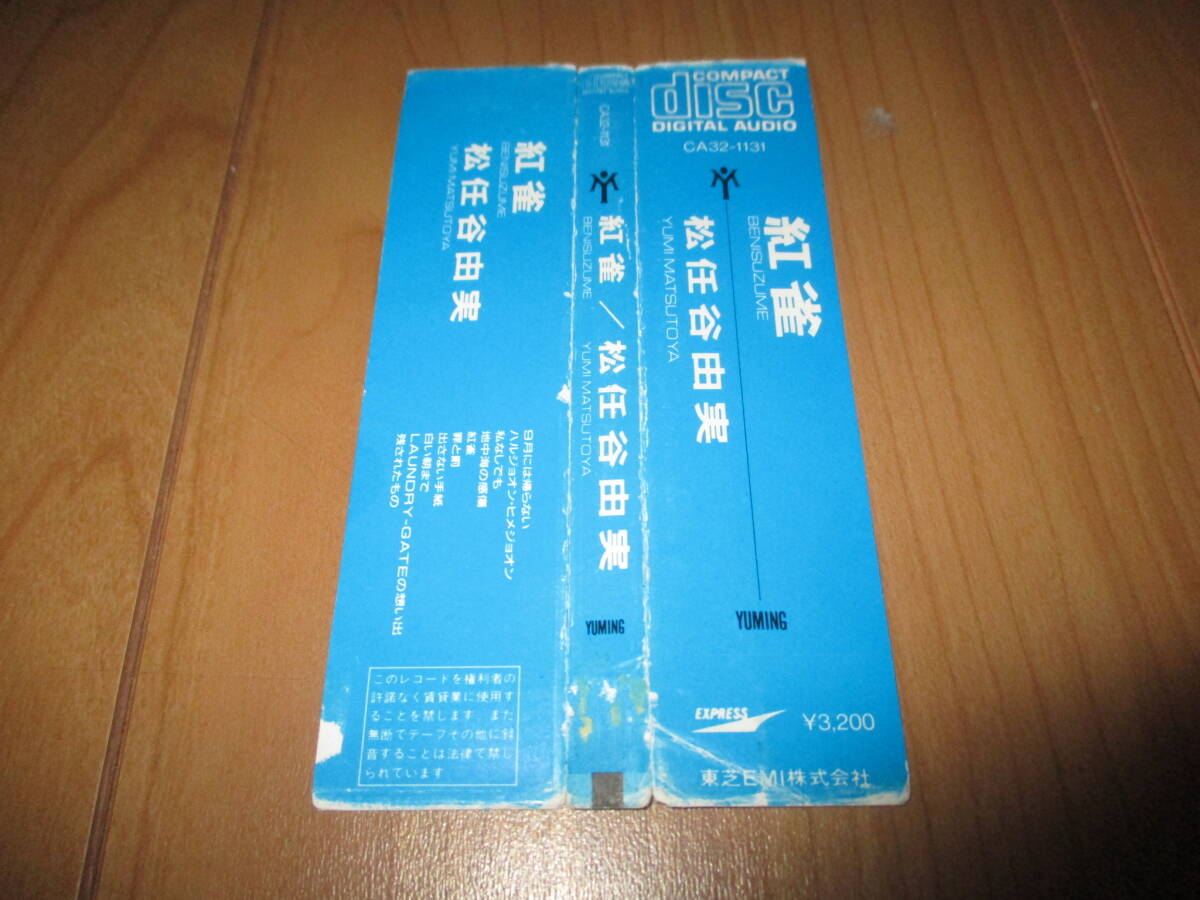 COMPACT
disc
DIGITAL AUDIO
CA32-1131
紅雀
BENISUZUME
松任谷由実
YUMI MATSUTOYA
YUMING
EXPRESS
¥3,200
東芝EMI株式会社
COMPACT
disc
DIGITAL AUDIO
CA32-1131
紅雀/松任谷由実
BENISUZUME
YUMI MATSUTOYA
YUMING
紅雀
BENISUZUME
松任谷由実
YUMI MATSUTOYA
9月には帰らない
ハルジョオン・ヒメジョオン
私なしでも
地中海の感傷
紅雀
罪と罰
出さない手紙
白い朝まで
LAUNDRY-GATEの想い出
残されたもの
このレコードを権利者の
許諾なく賃貸業に使用す
ることを禁じます また
無断でテープその他に録
音することは法律で禁じ
られています